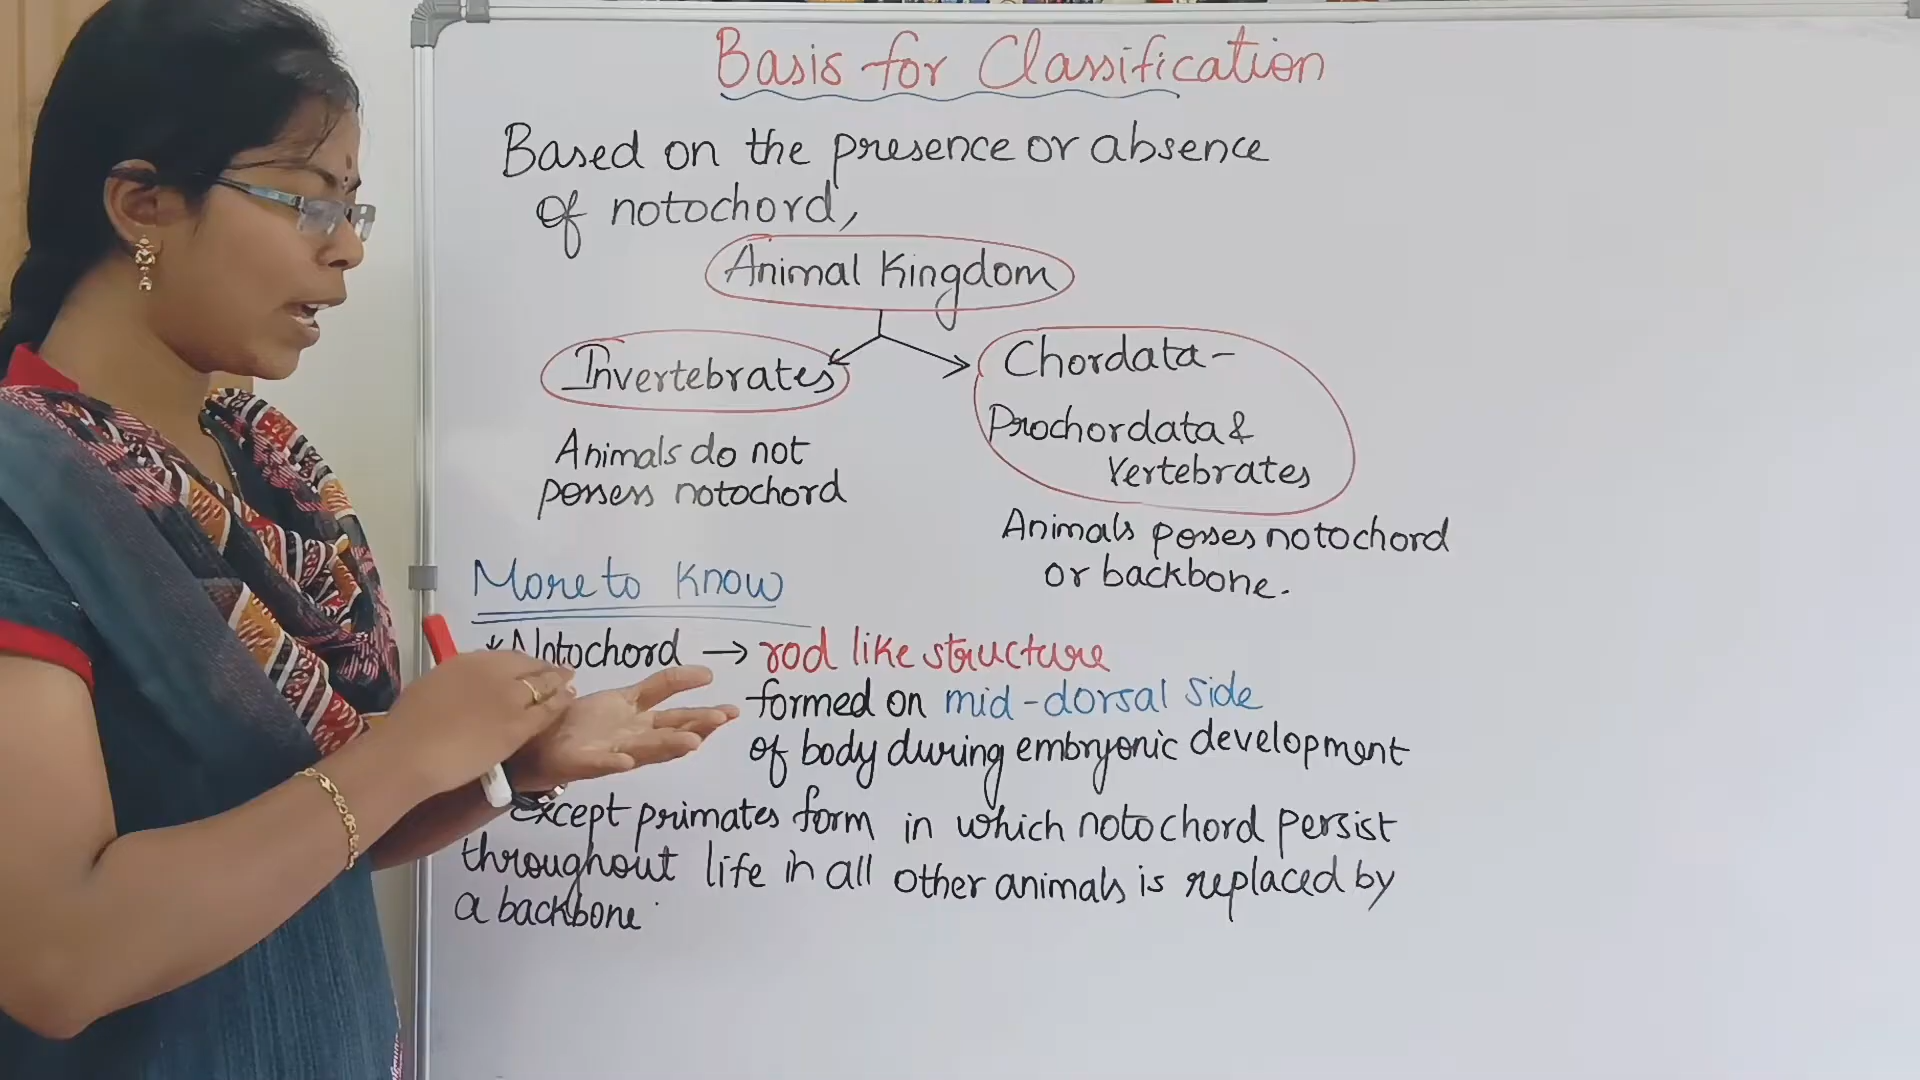 Basis for Classification
Based on the presence or absence
of notochord,
Animal Kingdom
Invertebrates
Chordata -
Prochordata &
Vertebrates
Animals do not
possess notochord
Animals posses notochord
or backbone.
More to know
* Notochord → rod like structure
formed on mid-dorsal side
of body during embryonic development
except primates form in which notochord persist
throughout life in all other animals is replaced by
a backbone.